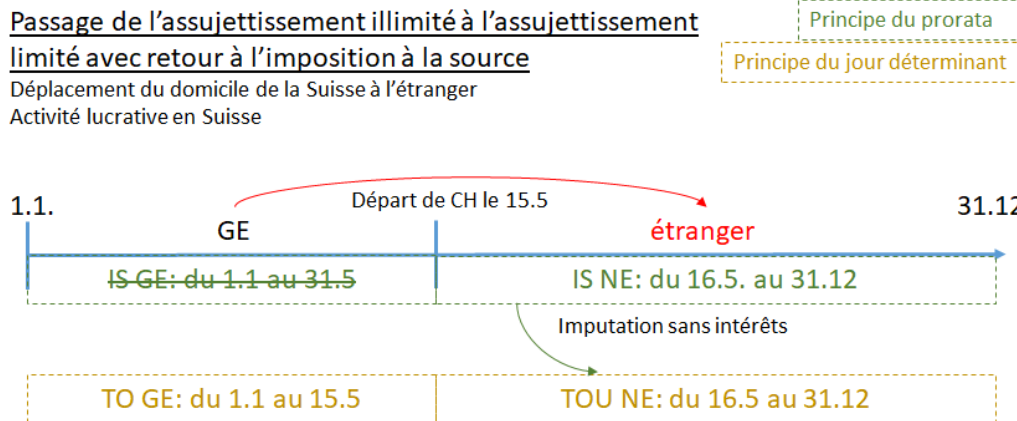 Passage de l’assujettissement illimité à l’assujettissement
limité avec retour à l’imposition à la source
Déplacement du domicile de la Suisse à l’étranger
Activité lucrative en Suisse
Principe du prorata
Principe du jour déterminant
Départ de CH le 15.5
1.1.
31.12
GE
étranger
IS GE: du 1.1 au 31.5
IS NE: du 16.5. au 31.12
Imputation sans intérêts
TO GE: du 1.1 au 15.5
TOU NE: du 16.5 au 31.12